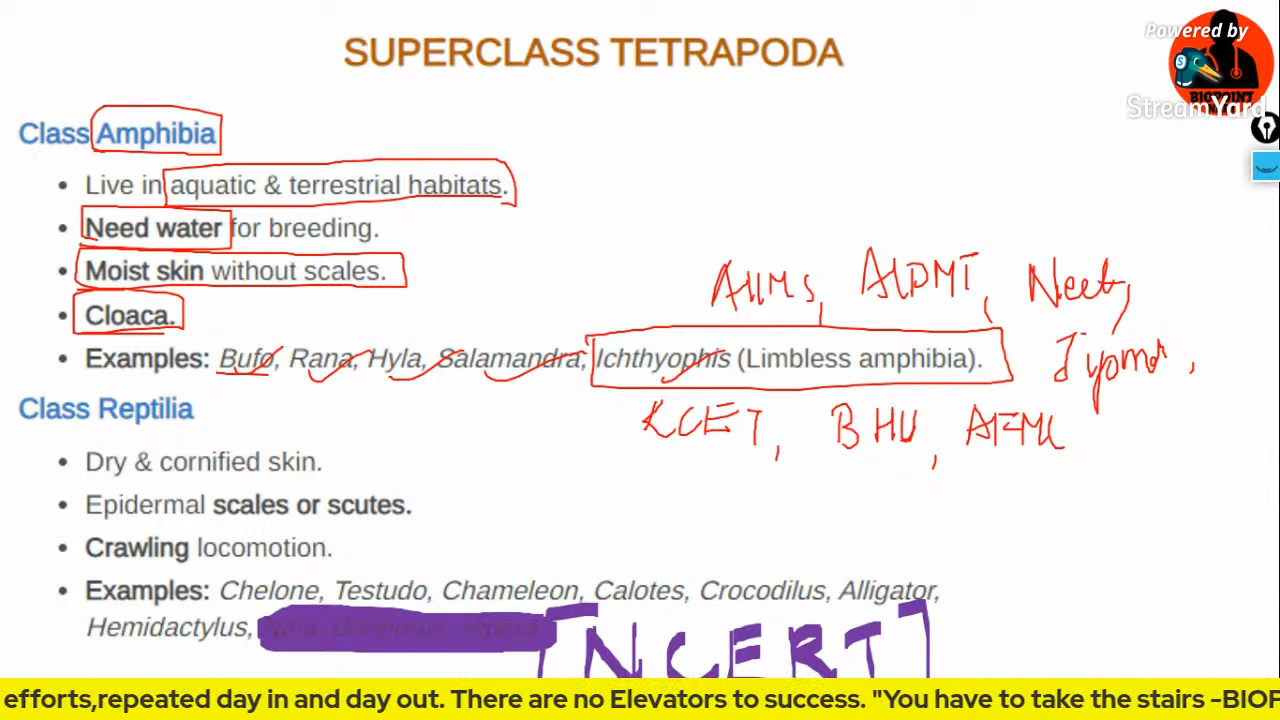 SUPERCLASS TETRAPODA
Powered by
BIOPOINT
StreamYard
Class Amphibia
• Live in aquatic & terrestrial habitats.
• Need water for breeding.
• Moist skin without scales.
• Cloaca.
AIIMS, AIPMT, Neet,
• Examples: Bufo, Rana, Hyla, Salamandra, Ichthyophis (Limbless amphibia).
KCET, BHU, AFMC
Class Reptilia
• Dry & cornified skin.
• Epidermal scales or scutes.
• Crawling locomotion.
• Examples: Chelone, Testudo, Chameleon, Calotes, Crocodilus, Alligator,
Hemidactylus,
[NCERT]
efforts,repeated day in and day out. There are no Elevators to success. "You have to take the stairs -BIOP